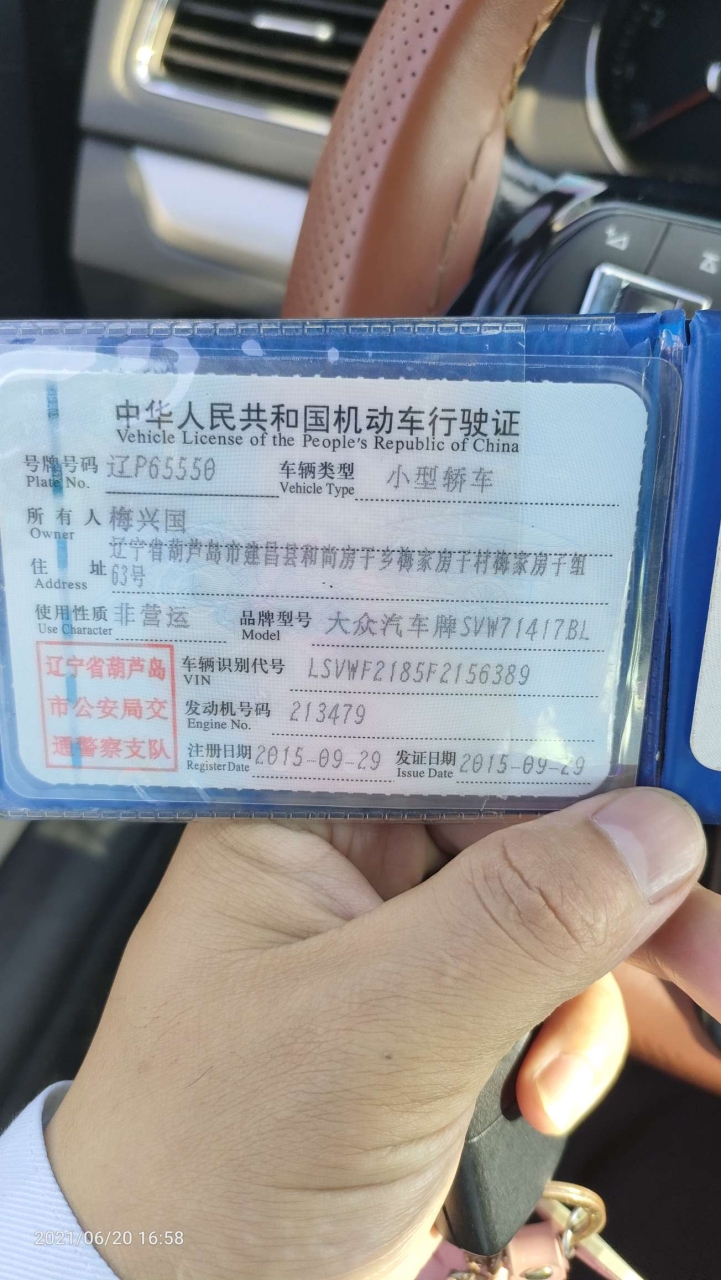 中华人民共和国机动车行驶证
Vehicle License of the People's Republic of China
号牌号码 辽P65550 车辆类型 小型轿车
Plate No. Vehicle Type
所有人 梅兴国
Owner
住址 辽宁省葫芦岛市建昌县和尚房子乡梅家房子村梅家房子组
Address 63号
使用性质 非营运 品牌型号 大众汽车牌SVW71417BL
Use Character Model
辽宁省葫芦岛
市公安局交
通警察支队
车辆识别代号 LSVWF2185F2156389
VIN
发动机号码 213479
Engine No.
注册日期 2015-09-29 发证日期 2015-09-29
Register Date Issue Date
2021/06/20 16:58